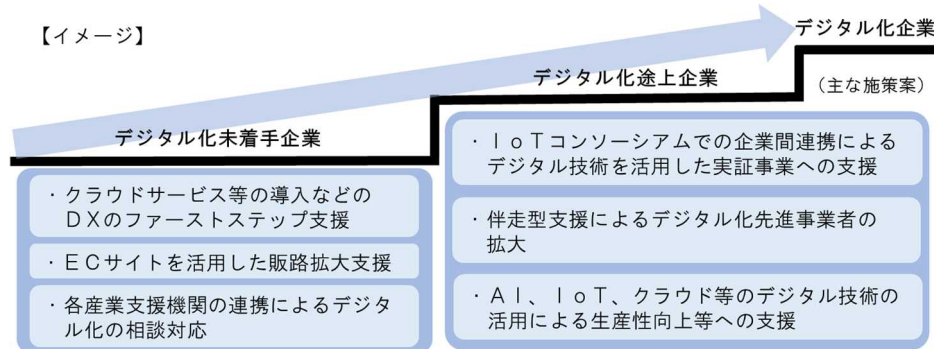 【イメージ】
デジタル化企業
デジタル化途上企業
（主な施策案）
デジタル化未着手企業
・クラウドサービス等の導入などの
ＤＸのファーストステップ支援
・ＥＣサイトを活用した販路拡大支援
・各産業支援機関の連携によるデジタ
ル化の相談対応
・ＩｏＴコンソーシアムでの企業間連携による
デジタル技術を活用した実証事業への支援
・伴走型支援によるデジタル化先進事業者の
拡大
・ＡＩ、ＩｏＴ、クラウド等のデジタル技術の
活用による生産性向上等への支援